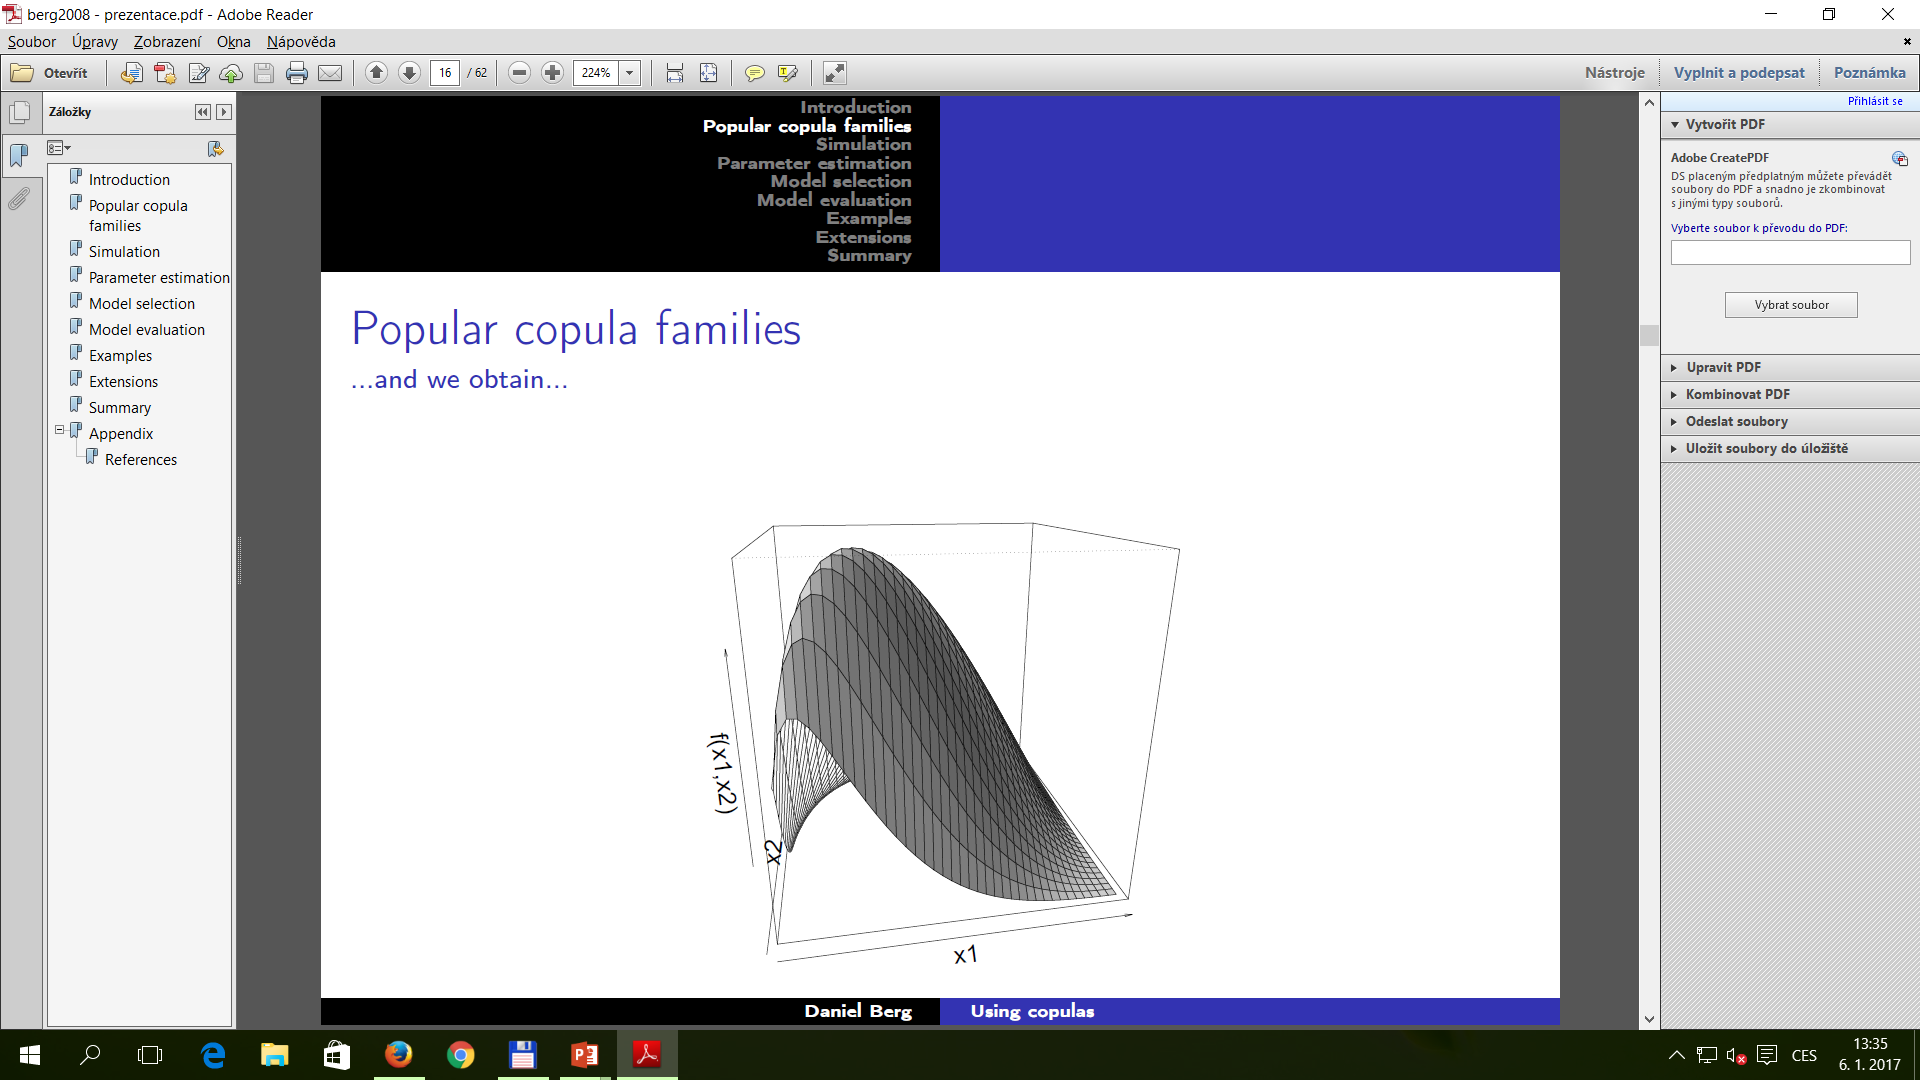 berg2008 - prezentace.pdf - Adobe Reader
Soubor Úpravy Zobrazení Okna Nápověda
Otevřít 16 / 62 224% Nástroje Vyplnit a podepsat Poznámka
Záložky
Introduction
Popular copula
families
Simulation
Parameter estimation
Model selection
Model evaluation
Examples
Extensions
Summary
Appendix
References
Introduction
Popular copula families
Simulation
Parameter estimation
Model selection
Model evaluation
Examples
Extensions
Summary
Popular copula families
...and we obtain...
f(x1,x2)
x2
x1
Daniel Berg Using copulas
Přihlásit se
Vytvořit PDF
Adobe CreatePDF
DS placeným předplatným můžete převádět
soubory do PDF a snadno je zkombinovat
s jinými typy souborů.
Vyberte soubor k převodu do PDF:
Vybrat soubor
Upravit PDF
Kombinovat PDF
Odeslat soubory
Uložit soubory do úložiště
CES
13:35
6. 1. 2017